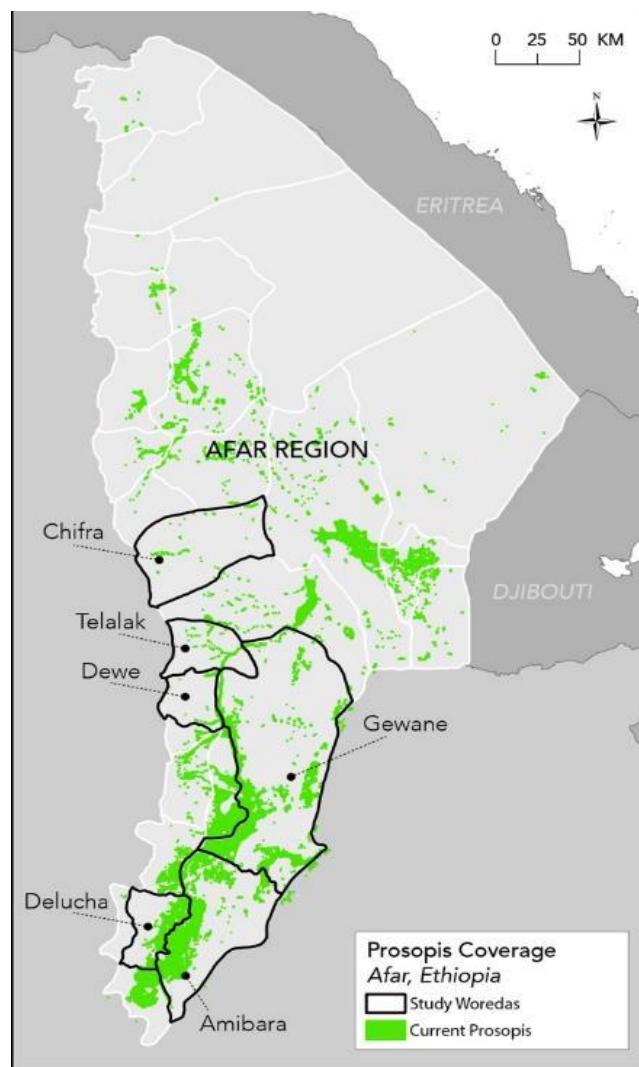 0 25 50 KM
N
ERITREA
AFAR REGION
Chifra
DJIBOUTI
Telalak
Dewe
Gewane
Delucha
Amibara
Prosopis Coverage
Afar, Ethiopia
Study Woredas
Current Prosopis